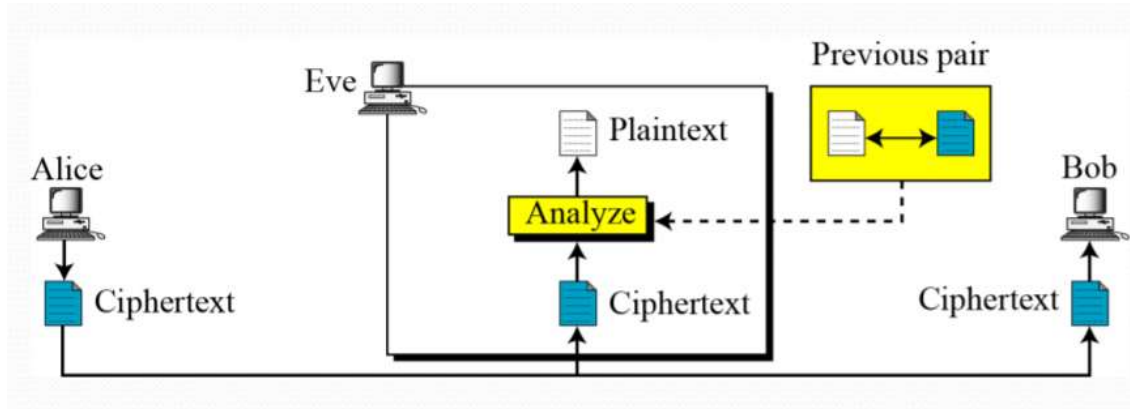 Previous pair
Eve
Plaintext
Alice
Bob
Analyze
Ciphertext
Ciphertext
Ciphertext